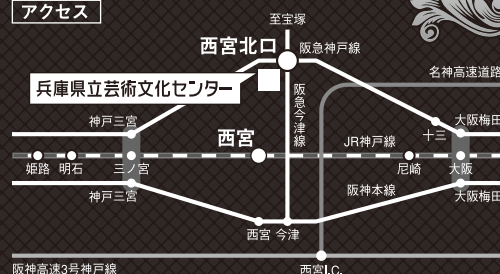 アクセス
至宝塚
西宮北口
阪急神戸線
名神高速道路
兵庫県立芸術文化センター
阪急今津線
神戸三宮
大阪梅田
十三
西宮
JR神戸線
姫路
明石
三ノ宮
尼崎
大阪
神戸三宮
阪神本線
大阪梅田
西宮
今津
阪神高速3号神戸線
西宮I.C.